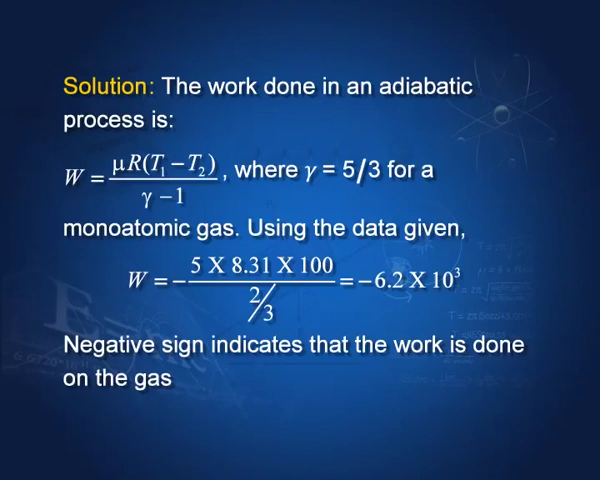 Solution: The work done in an adiabatic
process is:
W = μR(T₁ – T₂) / γ – 1 , where γ = 5/3 for a
monoatomic gas. Using the data given,
W = – 5 X 8.31 X 100 / 2/3 = – 6.2 X 10³
Negative sign indicates that the work is done
on the gas